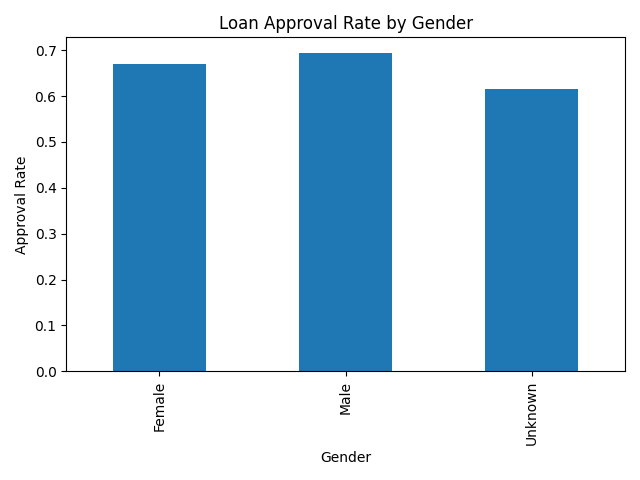 Loan Approval Rate by Gender
Approval Rate
0.7
0.6
0.5
0.4
0.3
0.2
0.1
0.0
Female
Male
Unknown
Gender